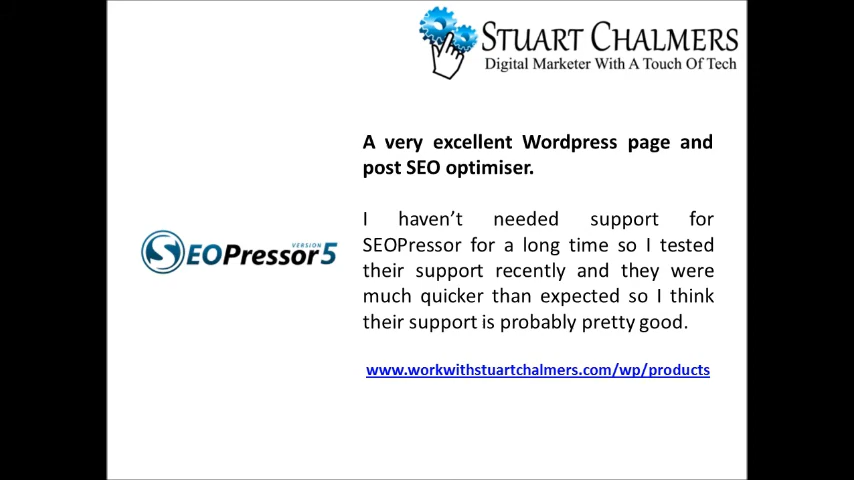 STUART CHALMERS
Digital Marketer With A Touch Of Tech
A very excellent Wordpress page and
post SEO optimiser.
I haven't needed support for
SEOPressor for a long time so I tested
their support recently and they were
much quicker than expected so I think
their support is probably pretty good.
SEOPressor VERSION 5
www.workwithstuartchalmers.com/wp/products